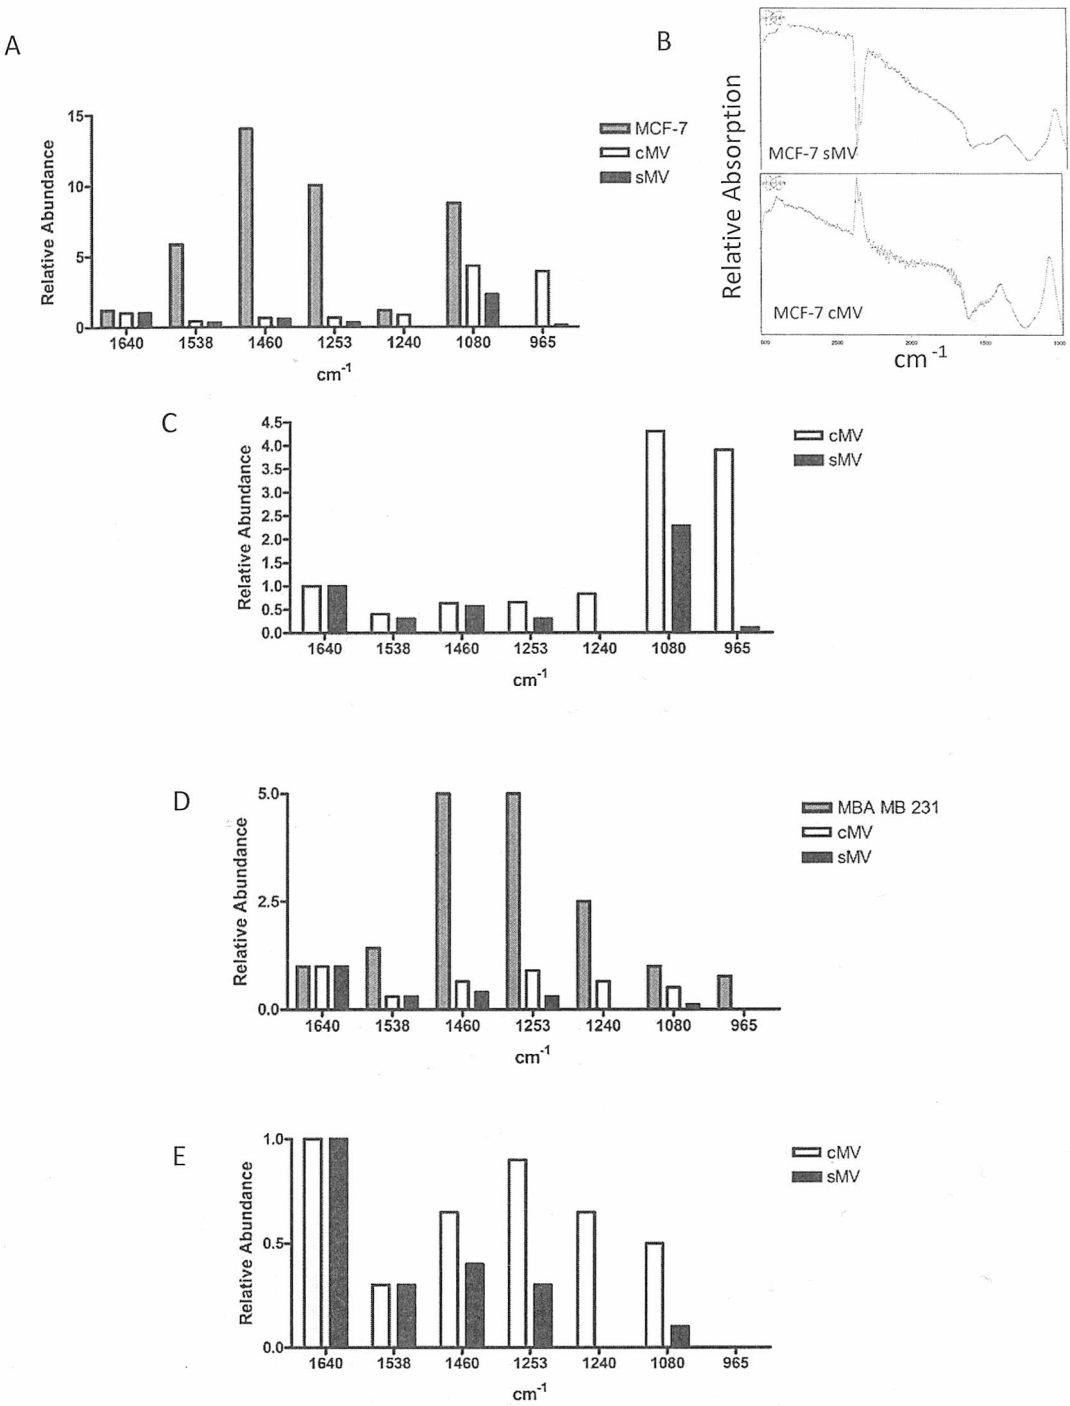 A
B
15
10
5
0
Relative Abundance
MCF-7
cMV
sMV
1640 1538 1460 1253 1240 1080 965
cm-1
Relative Absorption
MCF-7 sMV
MCF-7 cMV
2500 2000 1500 1000
cm-1
C
4.5
4.0
3.5
3.0
2.5
2.0
1.5
1.0
0.5
0.0
Relative Abundance
cMV
sMV
1640 1538 1460 1253 1240 1080 965
cm-1
D
5.0
2.5
0.0
Relative Abundance
MBA MB 231
cMV
sMV
1640 1538 1460 1253 1240 1080 965
cm-1
E
1.0
0.5
0.0
Relative Abundance
cMV
sMV
1640 1538 1460 1253 1240 1080 965
cm-1